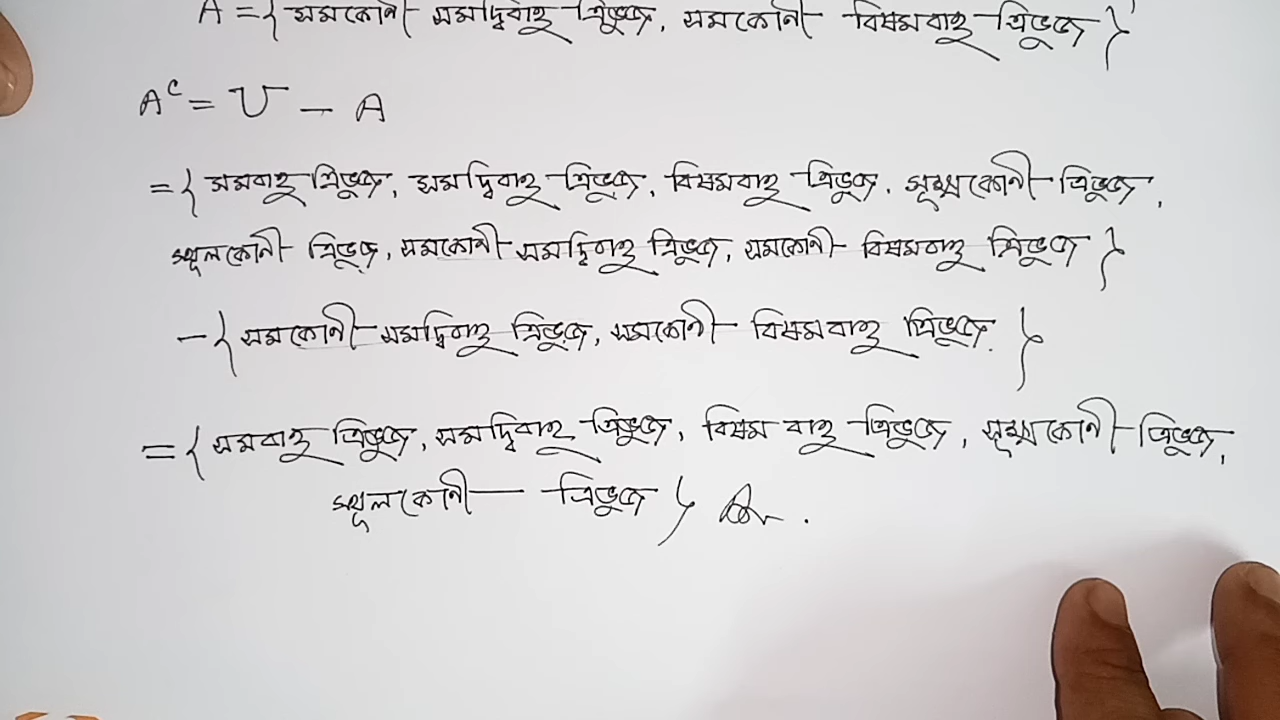 A = { সমকোণী সমদ্বিবাহু ত্রিভুজ, সমকোণী বিষমবাহু ত্রিভুজ }
Aᶜ = U - A
= { সমবাহু ত্রিভুজ, সমদ্বিবাহু ত্রিভুজ, বিষমবাহু ত্রিভুজ, সূক্ষ্মকোণী ত্রিভুজ,
স্থূলকোণী ত্রিভুজ, সমকোণী সমদ্বিবাহু ত্রিভুজ, সমকোণী বিষমবাহু ত্রিভুজ }
- { সমকোণী সমদ্বিবাহু ত্রিভুজ, সমকোণী বিষমবাহু ত্রিভুজ }
= { সমবাহু ত্রিভুজ, সমদ্বিবাহু ত্রিভুজ, বিষম বাহু ত্রিভুজ, সূক্ষ্মকোণী ত্রিভুজ,
স্থূলকোণী ত্রিভুজ } Ans.